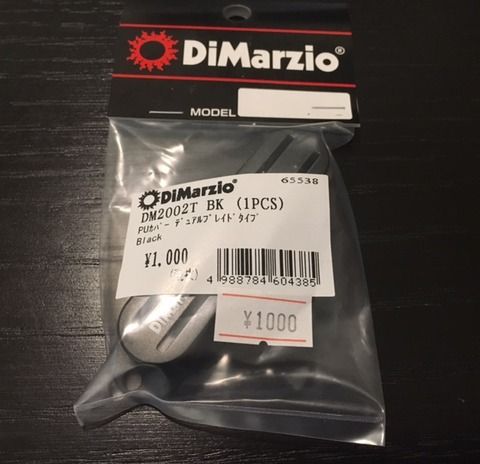 DiMarzio®
MODEL
DiMarzio® 65538
DM2002T BK (1PCS)
PUｶﾊﾞｰ ﾃﾞｭｱﾙﾌﾞﾚｲﾄﾞﾀｲﾌﾟ
Black
¥1,000
4 988784 604385
¥1000
DiMarzio